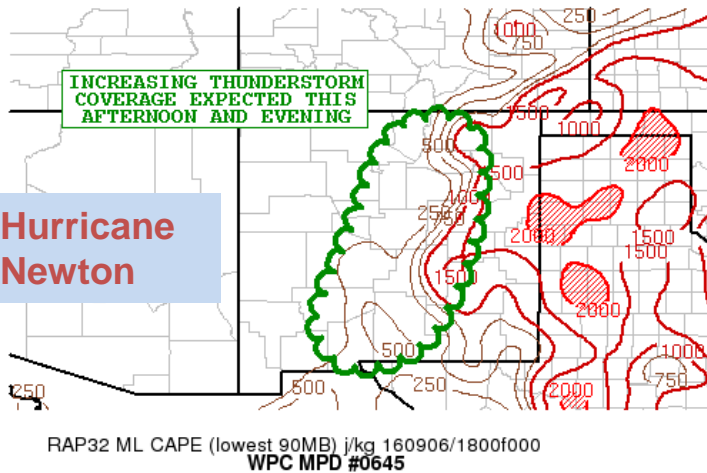 250
1000
750
INCREASING THUNDERSTORM
COVERAGE EXPECTED THIS
AFTERNOON AND EVENING
1000
500
2000
500
Hurricane
Newton
2000
1500
1500
1500
2000
1000
500
750
250
500
250
2000
RAP32 ML CAPE (lowest 90MB) j/kg 160906/1800f000
WPC MPD #0645